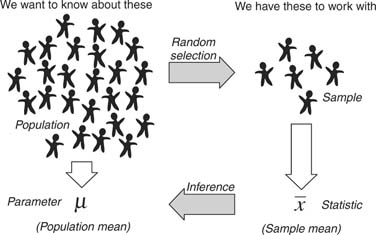 We want to know about these
We have these to work with
Random
selection
Population
Sample
Inference
Parameter μ
x̄ Statistic
(Population mean)
(Sample mean)